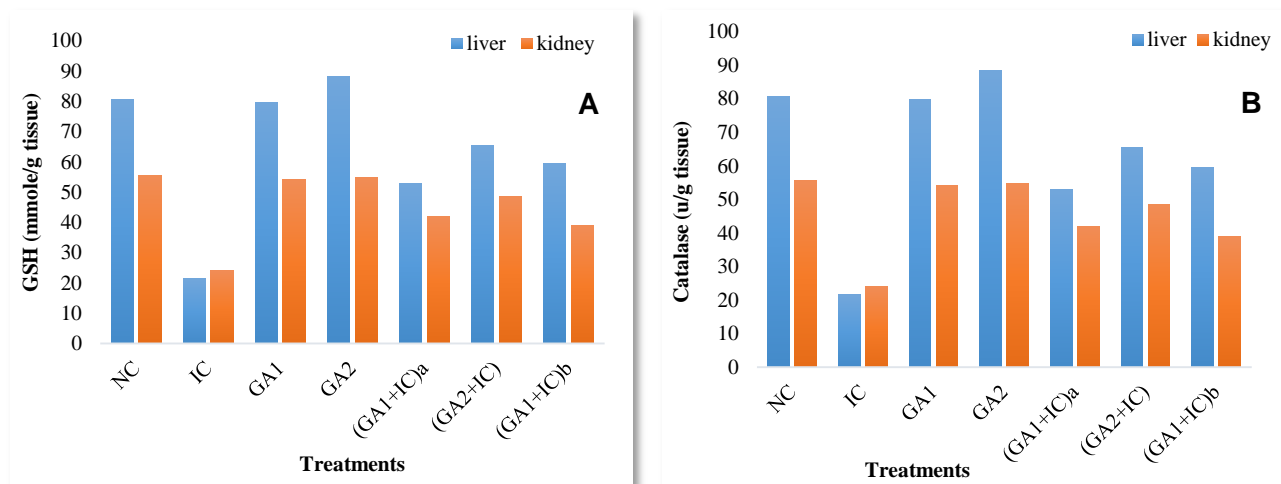 GSH (mmole/g tissue)
100
90
80
70
60
50
40
30
20
10
0
liver kidney
A
NC IC GA1 GA2 (GA1+IC)a (GA2+IC) (GA1+IC)b
Treatments
Catalase (u/g tissue)
100
90
80
70
60
50
40
30
20
10
0
liver kidney
B
NC IC GA1 GA2 (GA1+IC)a (GA2+IC) (GA1+IC)b
Treatments